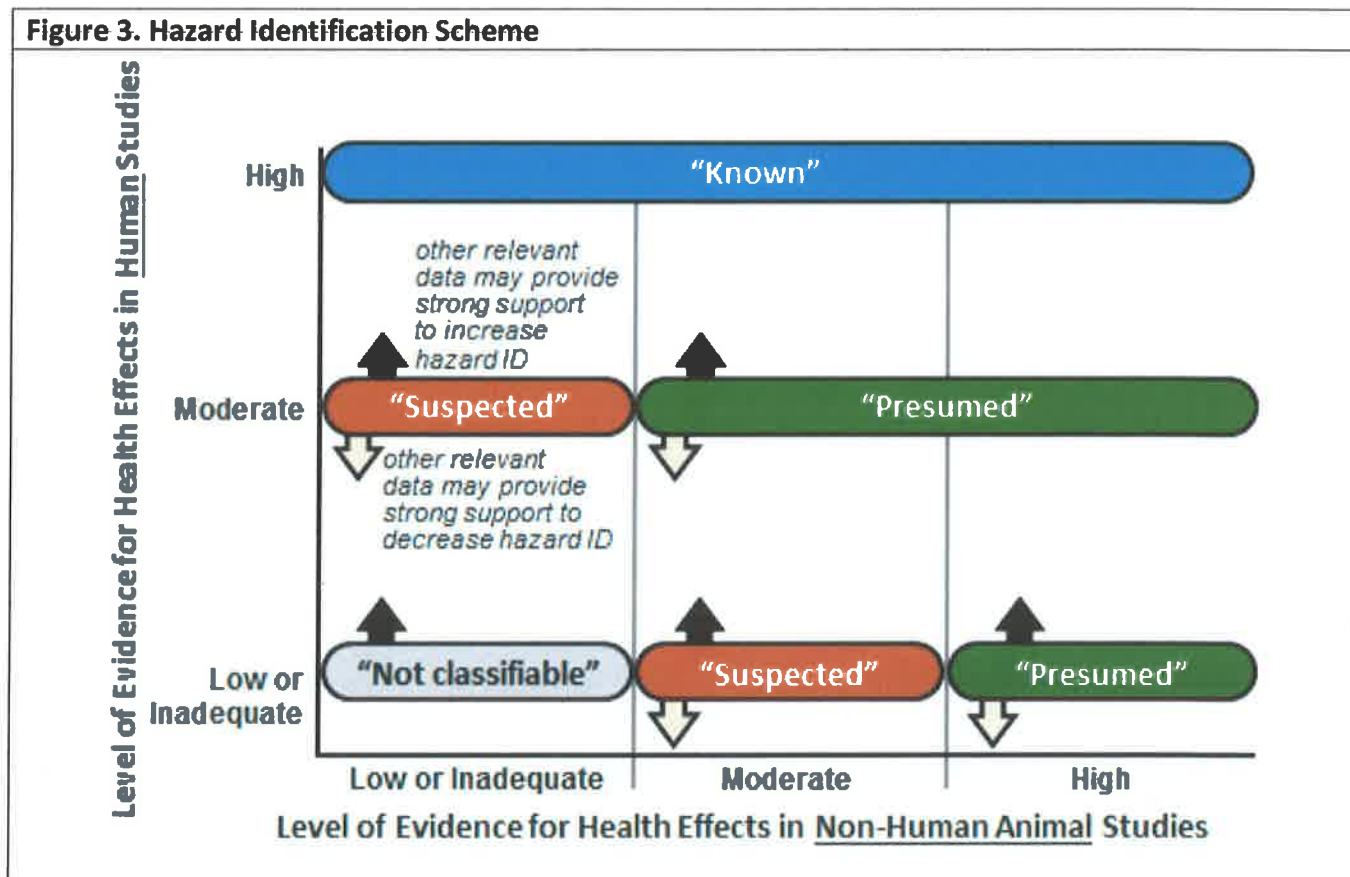 Figure 3. Hazard Identification Scheme
Level of Evidence for Health Effects in Human Studies
High
“Known”
other relevant
data may provide
strong support
to increase
hazard ID
Moderate
“Suspected”
“Presumed”
other relevant
data may provide
strong support to
decrease hazard ID
Low or
Inadequate
“Not classifiable”
“Suspected”
“Presumed”
Low or Inadequate
Moderate
High
Level of Evidence for Health Effects in Non-Human Animal Studies